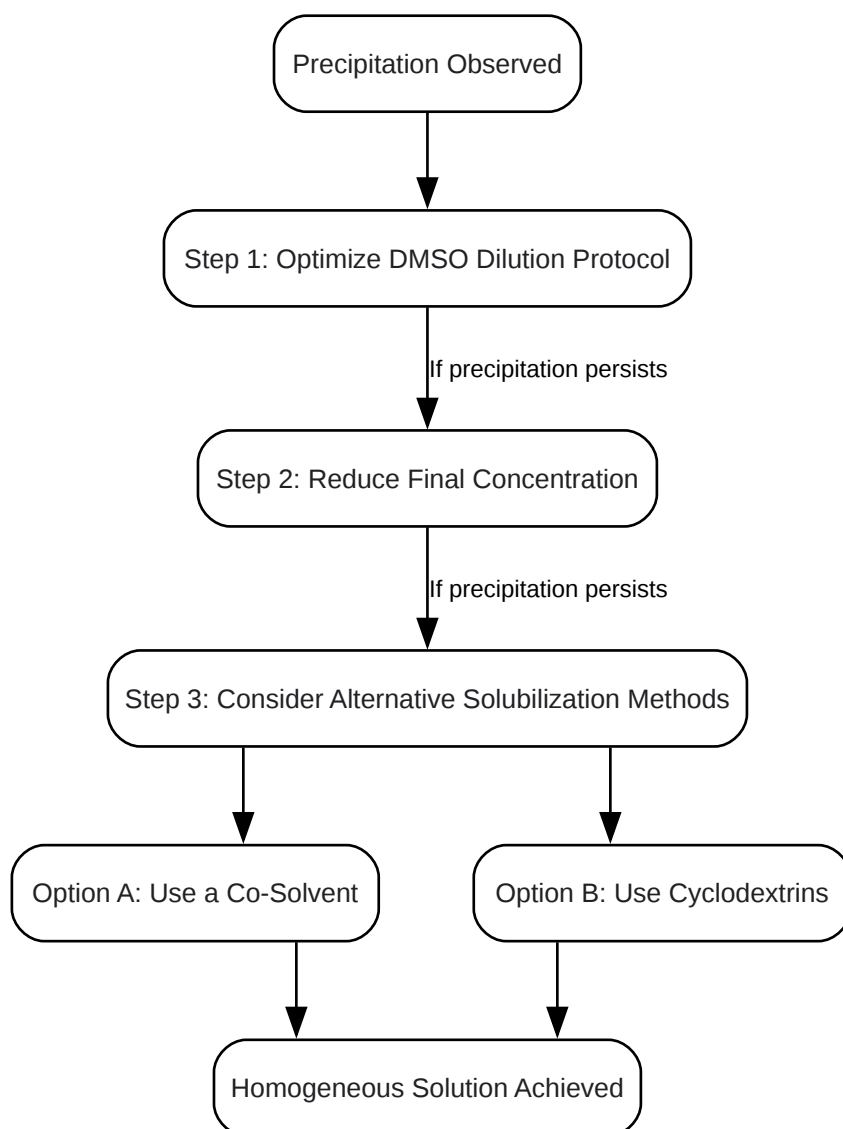 Precipitation Observed
Step 1: Optimize DMSO Dilution Protocol
If precipitation persists
Step 2: Reduce Final Concentration
If precipitation persists
Step 3: Consider Alternative Solubilization Methods
Option A: Use a Co-Solvent
Option B: Use Cyclodextrins
Homogeneous Solution Achieved